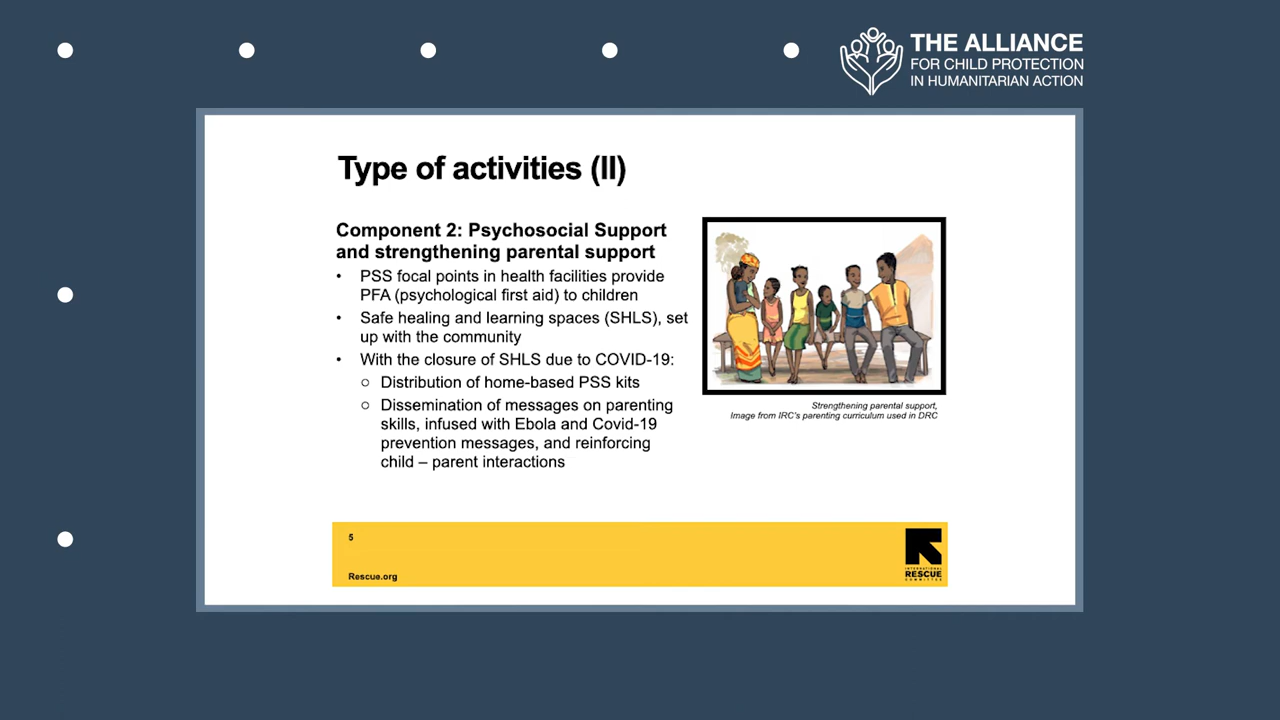 THE ALLIANCE
FOR CHILD PROTECTION
IN HUMANITARIAN ACTION
Type of activities (II)
Component 2: Psychosocial Support
and strengthening parental support
• PSS focal points in health facilities provide
PFA (psychological first aid) to children
• Safe healing and learning spaces (SHLS), set
up with the community
• With the closure of SHLS due to COVID-19:
○ Distribution of home-based PSS kits
○ Dissemination of messages on parenting
skills, infused with Ebola and Covid-19
prevention messages, and reinforcing
child – parent interactions
Strengthening parental support,
Image from IRC's parenting curriculum used in DRC
5
Rescue.org
INTERNATIONAL
RESCUE
COMMITTEE